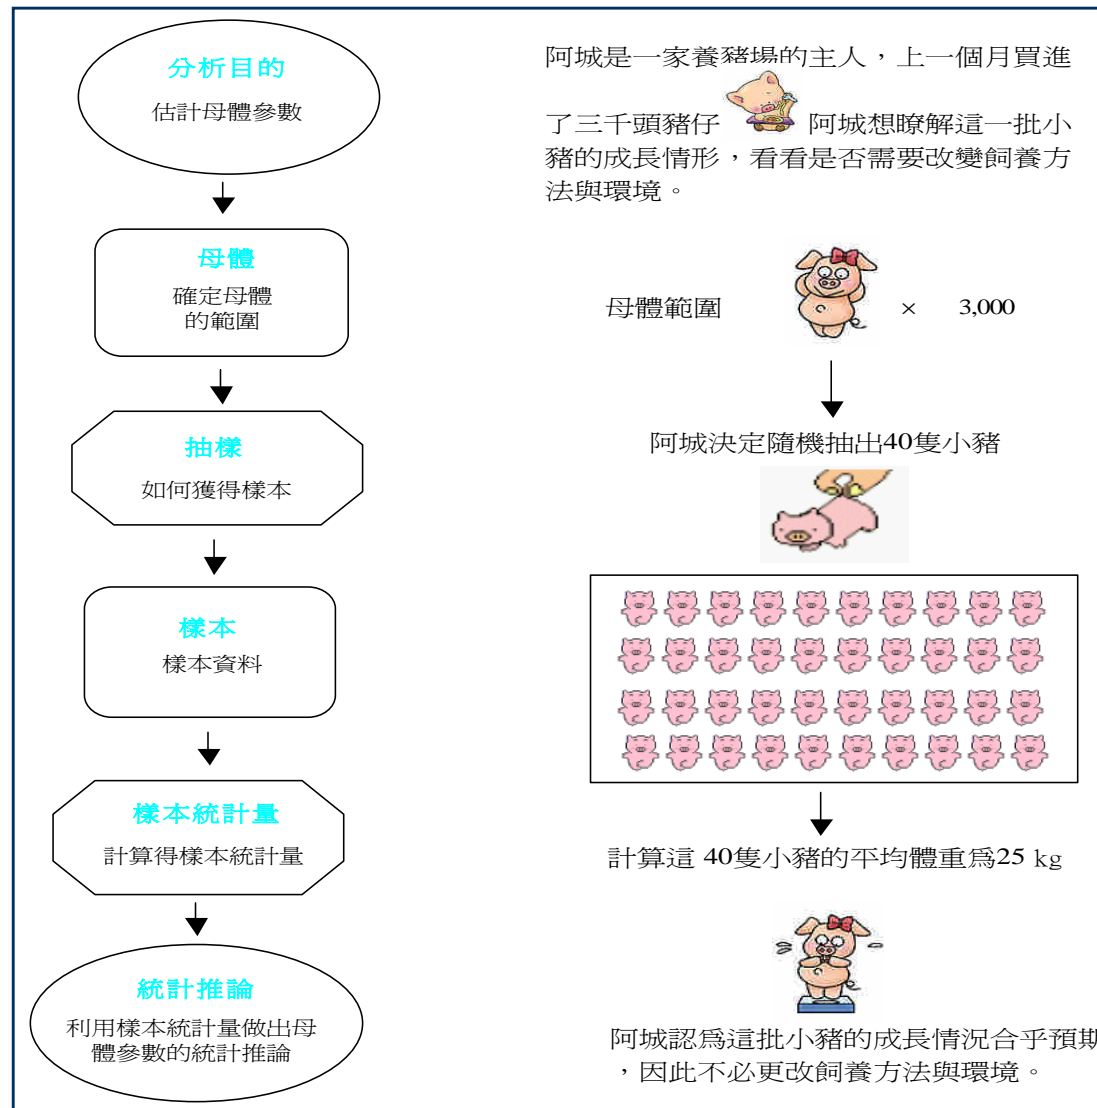 分析目的
估計母體參數
母體
確定母體
的範圍
抽樣
如何獲得樣本
樣本
樣本資料
樣本統計量
計算得樣本統計量
統計推論
利用樣本統計量做出母
體參數的統計推論
阿城是一家養豬場的主人，上一個月買進
了三千頭豬仔 阿城想瞭解這一批小
豬的成長情形，看看是否需要改變飼養方
法與環境。
母體範圍 × 3,000
阿城決定隨機抽出40隻小豬
計算這 40隻小豬的平均體重爲25 kg
阿城認爲這批小豬的成長情況合乎預期
，因此不必更改飼養方法與環境。